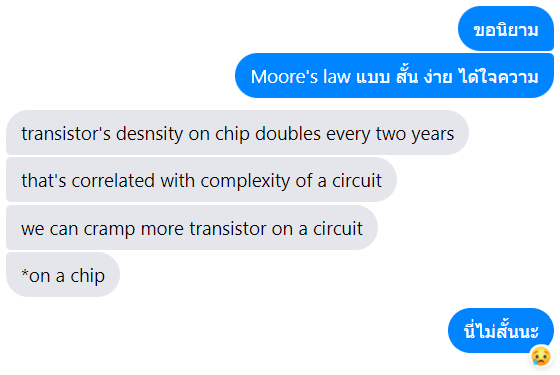 ขอนิยาม
Moore's law แบบ สั้น ง่าย ได้ใจความ
transistor's desnsity on chip doubles every two years
that's correlated with complexity of a circuit
we can cramp more transistor on a circuit
*on a chip
นี่ไม่สั้นนะ